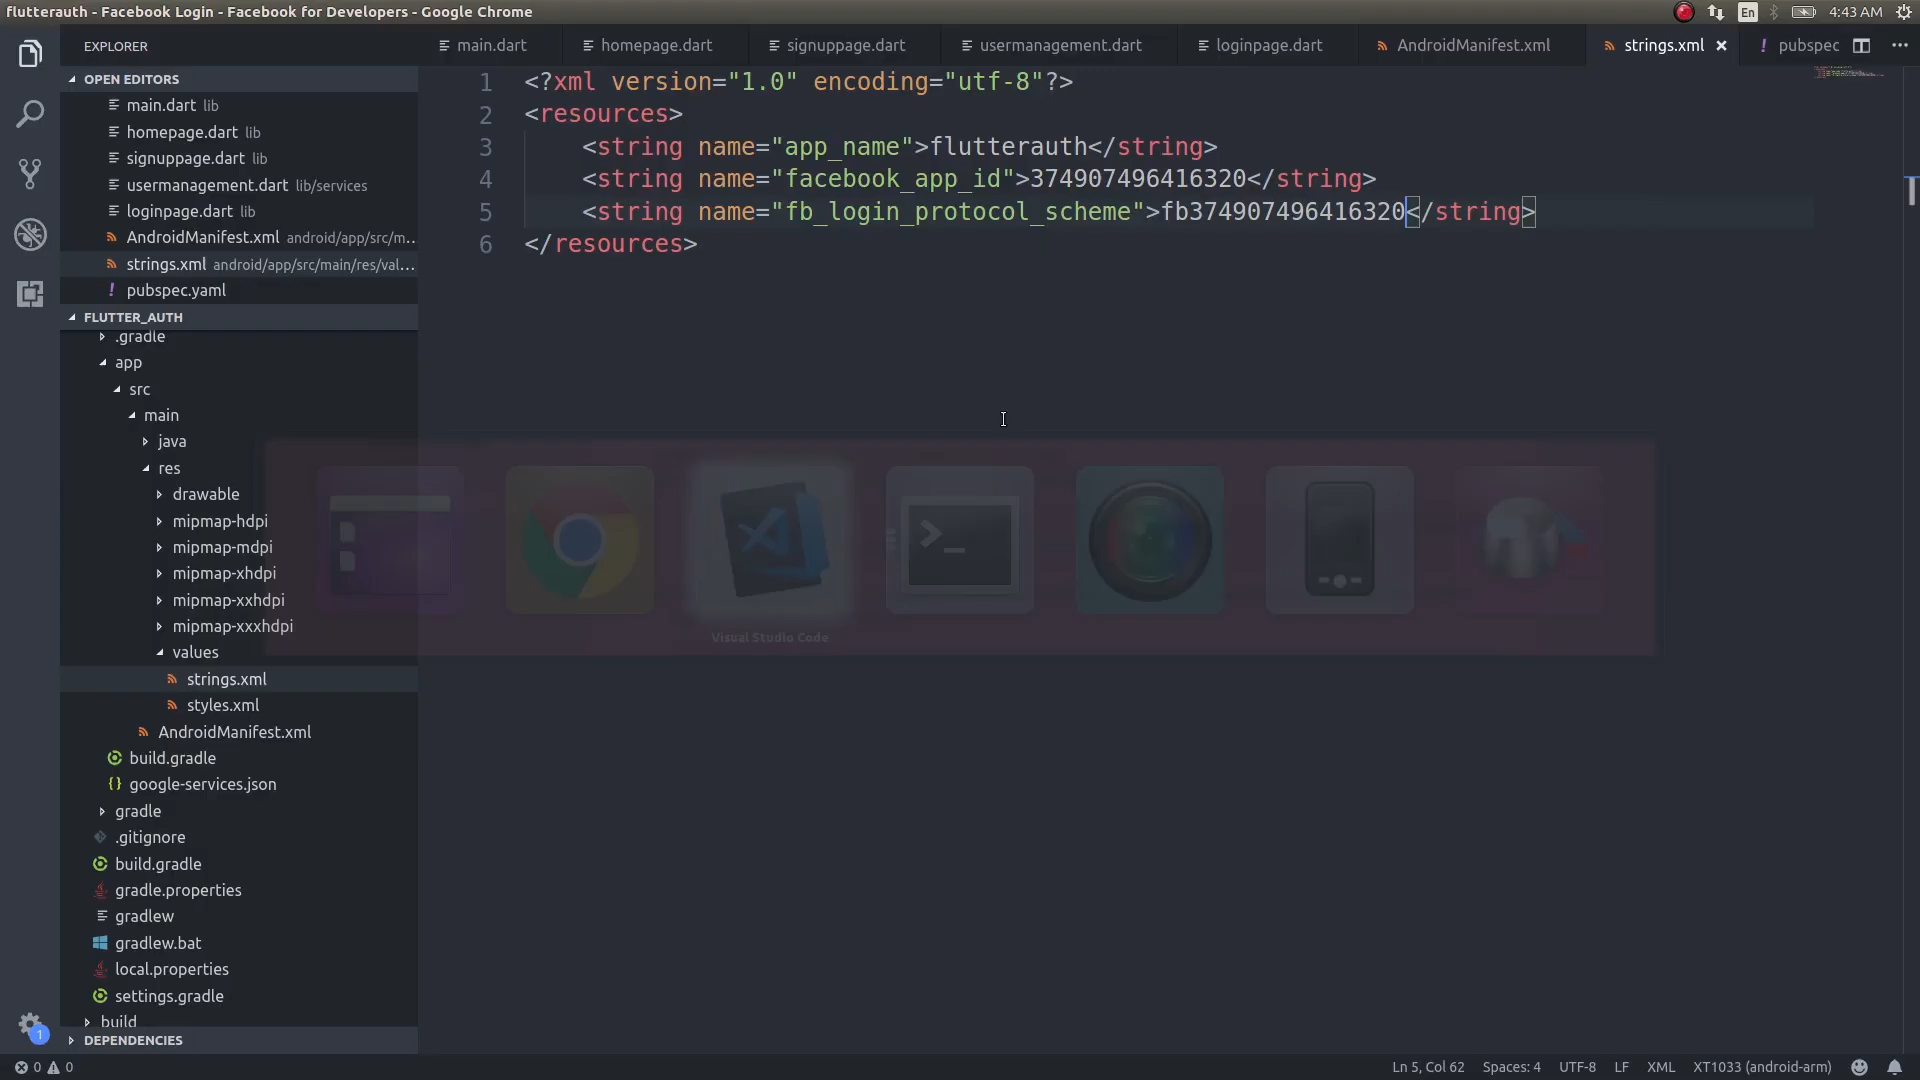 flutterauth - Facebook Login - Facebook for Developers - Google Chrome
En
4:43 AM
EXPLORER
main.dart
homepage.dart
signuppage.dart
usermanagement.dart
loginpage.dart
AndroidManifest.xml
strings.xml
pubspec
OPEN EDITORS
main.dart lib
homepage.dart lib
signuppage.dart lib
usermanagement.dart lib/services
loginpage.dart lib
AndroidManifest.xml android/app/src/m...
strings.xml android/app/src/main/res/val...
pubspec.yaml
FLUTTER_AUTH
.gradle
app
src
main
java
res
drawable
mipmap-hdpi
mipmap-mdpi
mipmap-xhdpi
mipmap-xxhdpi
mipmap-xxxhdpi
values
strings.xml
styles.xml
AndroidManifest.xml
build.gradle
google-services.json
gradle
.gitignore
build.gradle
gradle.properties
gradlew
gradlew.bat
local.properties
settings.gradle
build
DEPENDENCIES
1 <?xml version="1.0" encoding="utf-8"?>
2 <resources>
3 <string name="app_name">flutterauth</string>
4 <string name="facebook_app_id">374907496416320</string>
5 <string name="fb_login_protocol_scheme">fb374907496416320</string>
6 </resources>
Visual Studio Code
1
0 0
Ln 5, Col 62
Spaces: 4
UTF-8
LF
XML
XT1033 (android-arm)